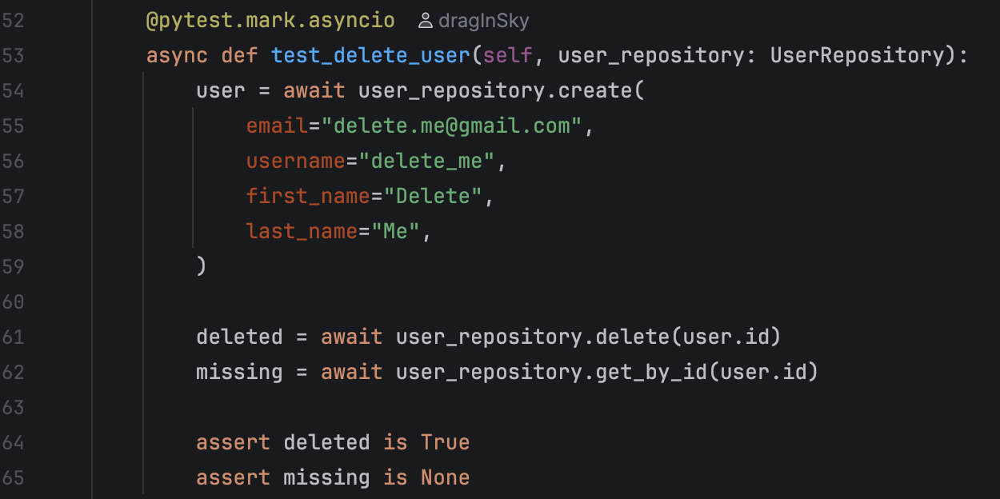 52 @pytest.mark.asyncio dragInSky
53 async def test_delete_user(self, user_repository: UserRepository):
54 user = await user_repository.create(
55 email="delete.me@gmail.com",
56 username="delete_me",
57 first_name="Delete",
58 last_name="Me",
59 )
60
61 deleted = await user_repository.delete(user.id)
62 missing = await user_repository.get_by_id(user.id)
63
64 assert deleted is True
65 assert missing is None